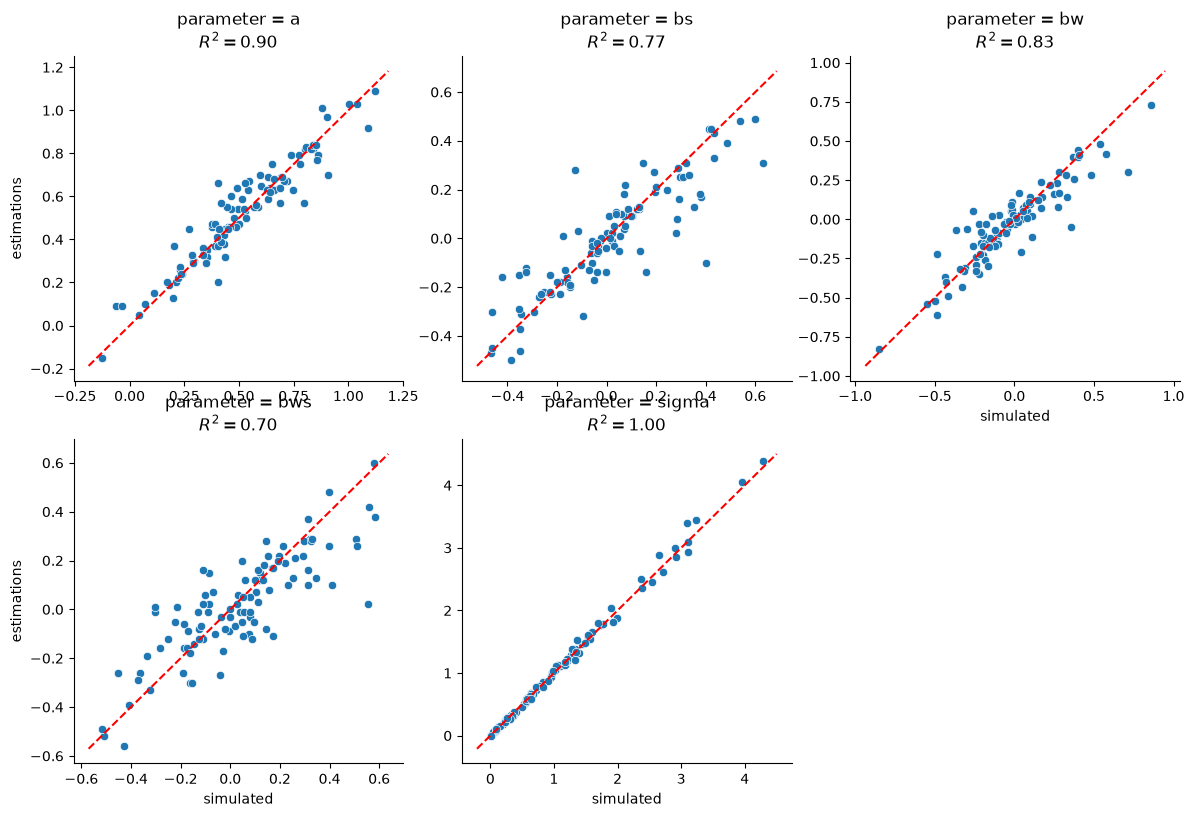 parameter = a
R² = 0.90
parameter = bs
R² = 0.77
parameter = bw
R² = 0.83
estimations
1.2
1.0
0.8
0.6
0.4
0.2
0.0
−0.2
−0.25 0.00 0.25 0.50 0.75 1.00 1.25
0.6
0.4
0.2
0.0
−0.2
−0.4
−0.4 −0.2 0.0 0.2 0.4 0.6
1.00
0.75
0.50
0.25
0.00
−0.25
−0.50
−0.75
−1.00
−1.0 −0.5 0.0 0.5 1.0
simulated
parameter = bws
R² = 0.70
parameter = sigma
R² = 1.00
estimations
0.6
0.4
0.2
0.0
−0.2
−0.4
−0.6
−0.6 −0.4 −0.2 0.0 0.2 0.4 0.6
simulated
4
3
2
1
0
0 1 2 3 4
simulated